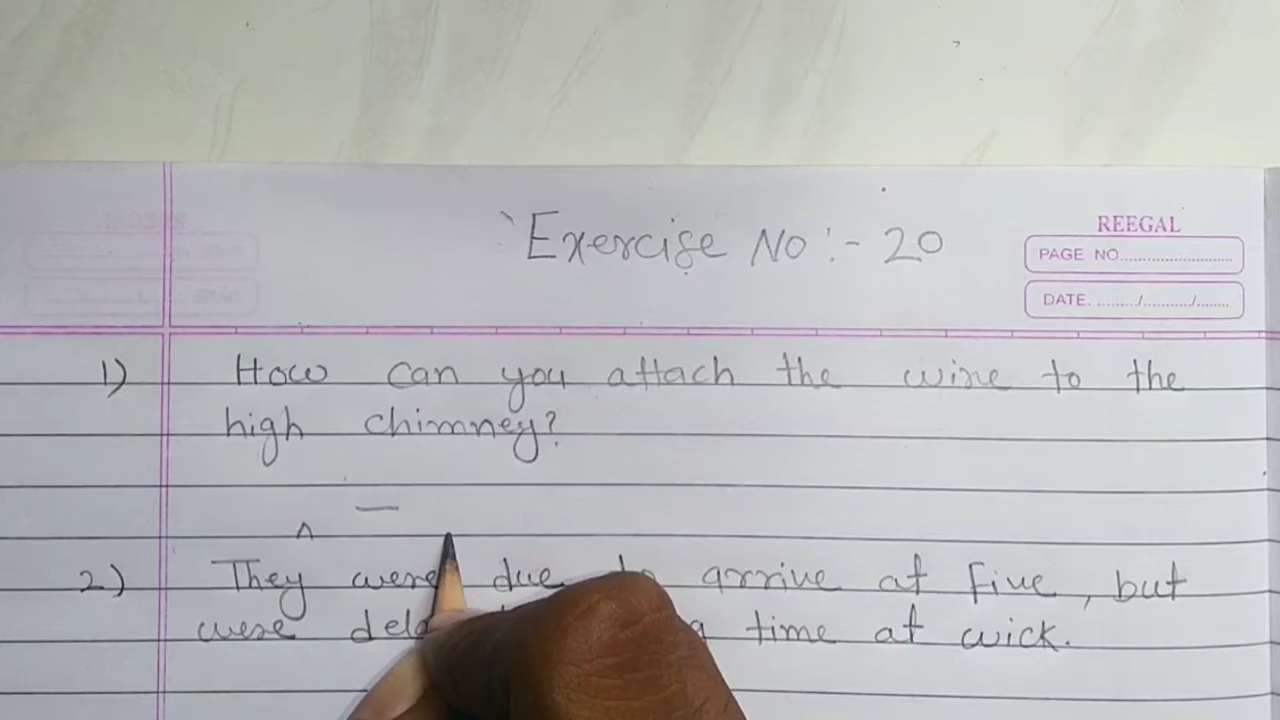 Exercise No:- 20
REEGAL
PAGE NO.
DATE. / /
1) How can you attach the wire to the
high chimney?
2) They were due to arrive at five, but
were time at wick.